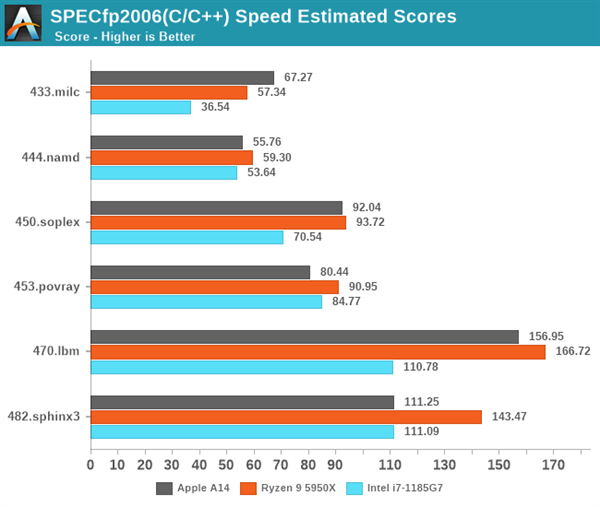 SPECfp2006(C/C++) Speed Estimated Scores
Score - Higher is Better
433.milc
67.27
57.34
36.54
444.namd
55.76
59.30
53.64
450.soplex
92.04
93.72
70.54
453.povray
80.44
90.95
84.77
470.lbm
156.95
166.72
110.78
482.sphinx3
111.25
143.47
111.09
0 10 20 30 40 50 60 70 80 90 110 130 150 170
Apple A14 Ryzen 9 5950X Intel i7-1185G7